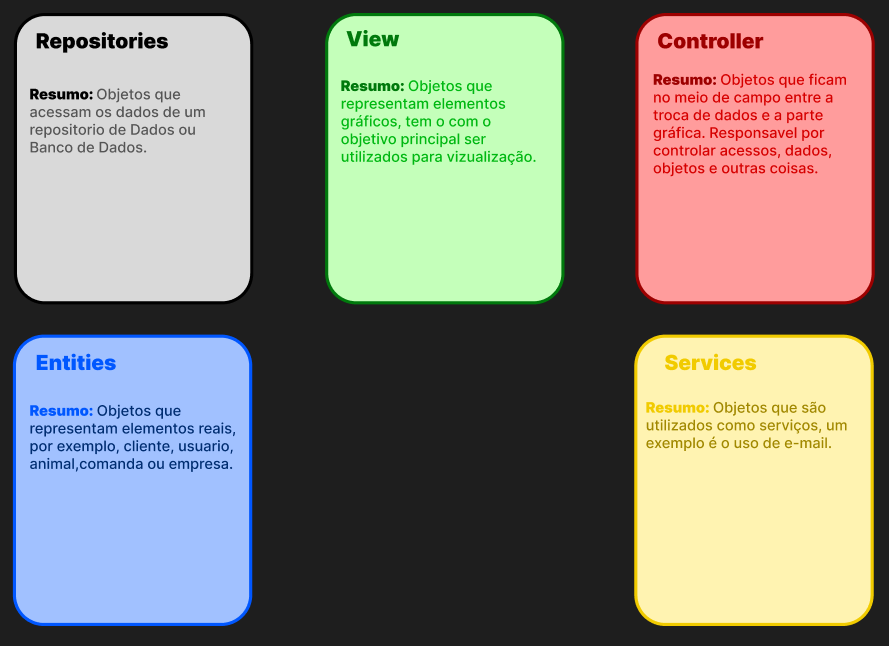 Repositories
Resumo: Objetos que
acessam os dados de um
repositorio de Dados ou
Banco de Dados.
View
Resumo: Objetos que
representam elementos
gráficos, tem o com o
objetivo principal ser
utilizados para vizualização.
Controller
Resumo: Objetos que ficam
no meio de campo entre a
troca de dados e a parte
gráfica. Responsavel por
controlar acessos, dados,
objetos e outras coisas.
Entities
Resumo: Objetos que
representam elementos reais,
por exemplo, cliente, usuario,
animal,comanda ou empresa.
Services
Resumo: Objetos que são
utilizados como serviços, um
exemplo é o uso de e-mail.